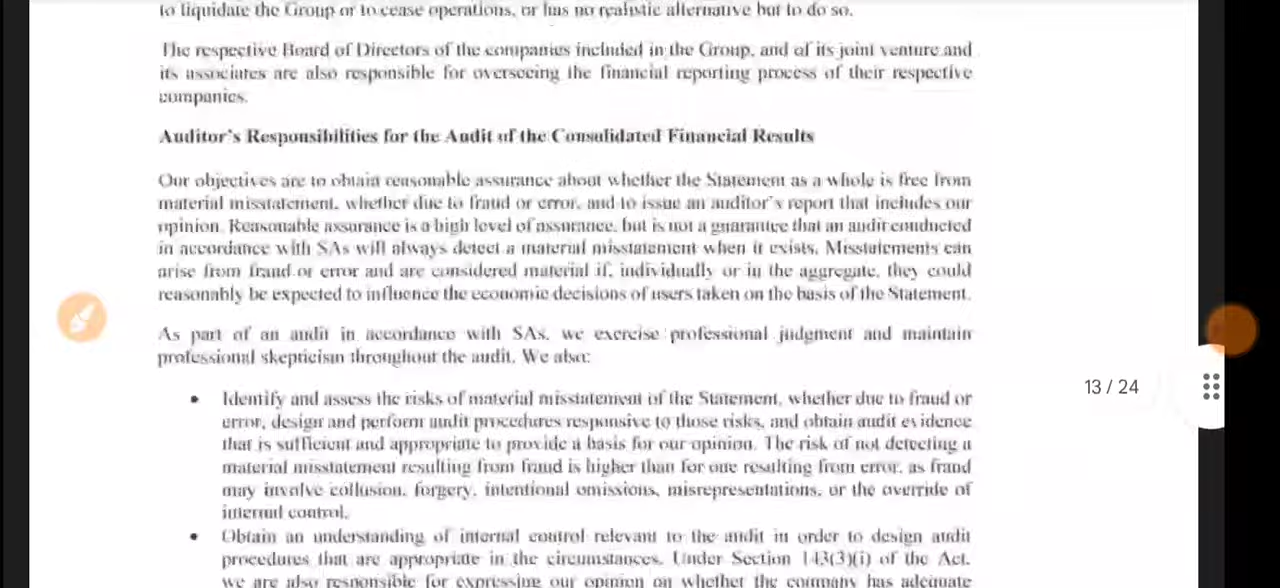 to liquidate the Group or to cease operations, or has no realistic alternative but to do so.
The respective Board of Directors of the companies included in the Group, and of its joint venture and
its associates are also responsible for overseeing the financial reporting process of their respective
companies.
Auditor's Responsibilities for the Audit of the Consolidated Financial Results
Our objectives are to obtain reasonable assurance about whether the Statement as a whole is free from
material misstatement, whether due to fraud or error, and to issue an auditor's report that includes our
opinion. Reasonable assurance is a high level of assurance, but is not a guarantee that an audit conducted
in accordance with SAs will always detect a material misstatement when it exists. Misstatements can
arise from fraud or error and are considered material if, individually or in the aggregate, they could
reasonably be expected to influence the economic decisions of users taken on the basis of the Statement.
As part of an audit in accordance with SAs, we exercise professional judgment and maintain
professional skepticism throughout the audit. We also:
• Identify and assess the risks of material misstatement of the Statement, whether due to fraud or
error, design and perform audit procedures responsive to those risks, and obtain audit evidence
that is sufficient and appropriate to provide a basis for our opinion. The risk of not detecting a
material misstatement resulting from fraud is higher than for one resulting from error, as fraud
may involve collusion, forgery, intentional omissions, misrepresentations, or the override of
internal control.
13 / 24
• Obtain an understanding of internal control relevant to the audit in order to design audit
procedures that are appropriate in the circumstances. Under Section 143(3)(i) of the Act,
we are also responsible for expressing our opinion on whether the company has adequate